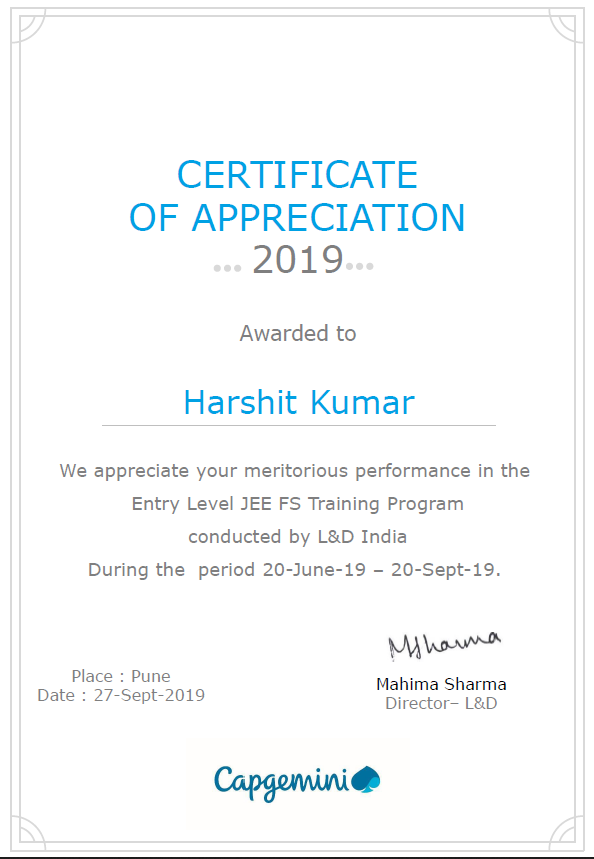 CERTIFICATE
OF APPRECIATION
... 2019...
Awarded to
Harshit Kumar
We appreciate your meritorious performance in the
Entry Level JEE FS Training Program
conducted by L&D India
During the  period 20-June-19 – 20-Sept-19.
MSharma
Place : Pune
Date : 27-Sept-2019
Mahima Sharma
Director– L&D
Capgemini